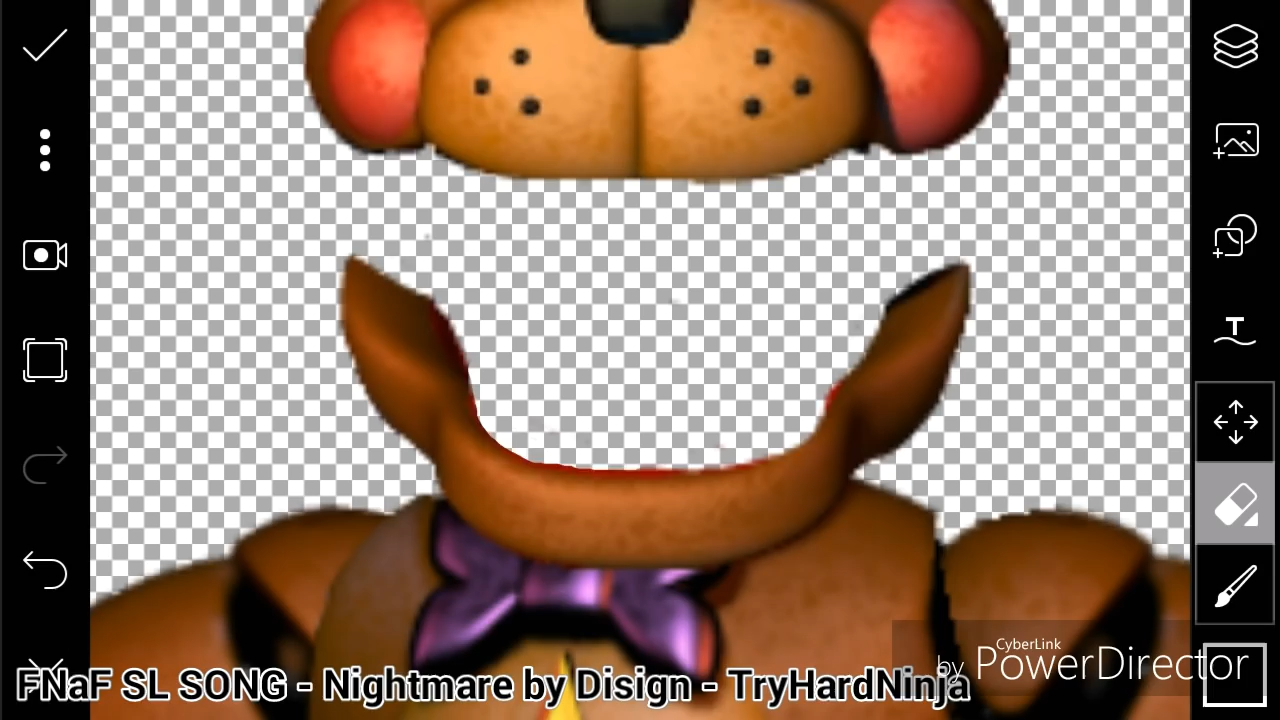 CyberLink
by PowerDirector
FNaF SL SONG - Nightmare by Disign - TryHardNinja